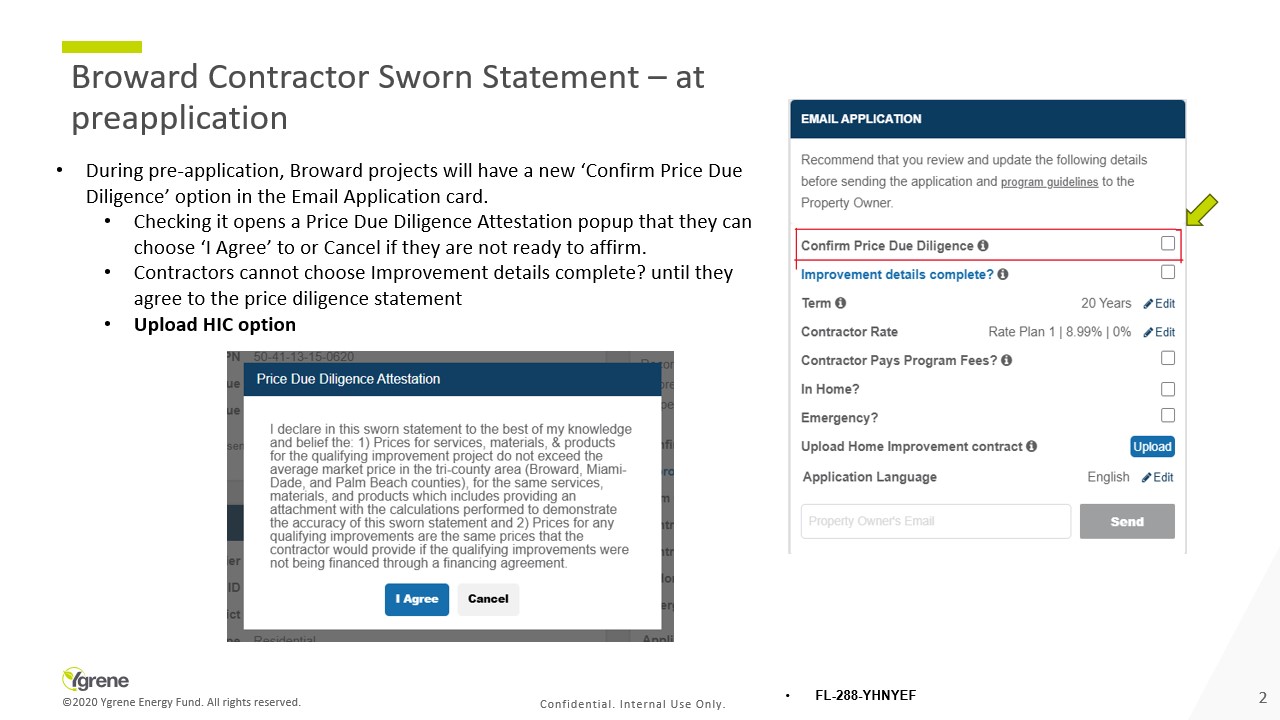 Broward Contractor Sworn Statement – at
preapplication
• During pre-application, Broward projects will have a new ‘Confirm Price Due
Diligence’ option in the Email Application card.
• Checking it opens a Price Due Diligence Attestation popup that they can
choose ‘I Agree’ to or Cancel if they are not ready to affirm.
• Contractors cannot choose Improvement details complete? until they
agree to the price diligence statement
• Upload HIC option
50-41-13-15-0620
Price Due Diligence Attestation
I declare in this sworn statement to the best of my knowledge
and belief the: 1) Prices for services, materials, & products
for the qualifying improvement project do not exceed the
average market price in the tri-county area (Broward, Miami-
Dade, and Palm Beach counties), for the same services,
materials, and products which includes providing an
attachment with the calculations performed to demonstrate
the accuracy of this sworn statement and 2) Prices for any
qualifying improvements are the same prices that the
contractor would provide if the qualifying improvements were
not being financed through a financing agreement.
I Agree Cancel
Residential
EMAIL APPLICATION
Recommend that you review and update the following details
before sending the application and program guidelines to the
Property Owner.
Confirm Price Due Diligence
Improvement details complete?
Term 20 Years Edit
Contractor Rate Rate Plan 1 | 8.99% | 0% Edit
Contractor Pays Program Fees?
In Home?
Emergency?
Upload Home Improvement contract Upload
Application Language English Edit
Property Owner's Email Send
Ygrene
©2020 Ygrene Energy Fund. All rights reserved.
Confidential. Internal Use Only.
• FL-288-YHNYEF
2